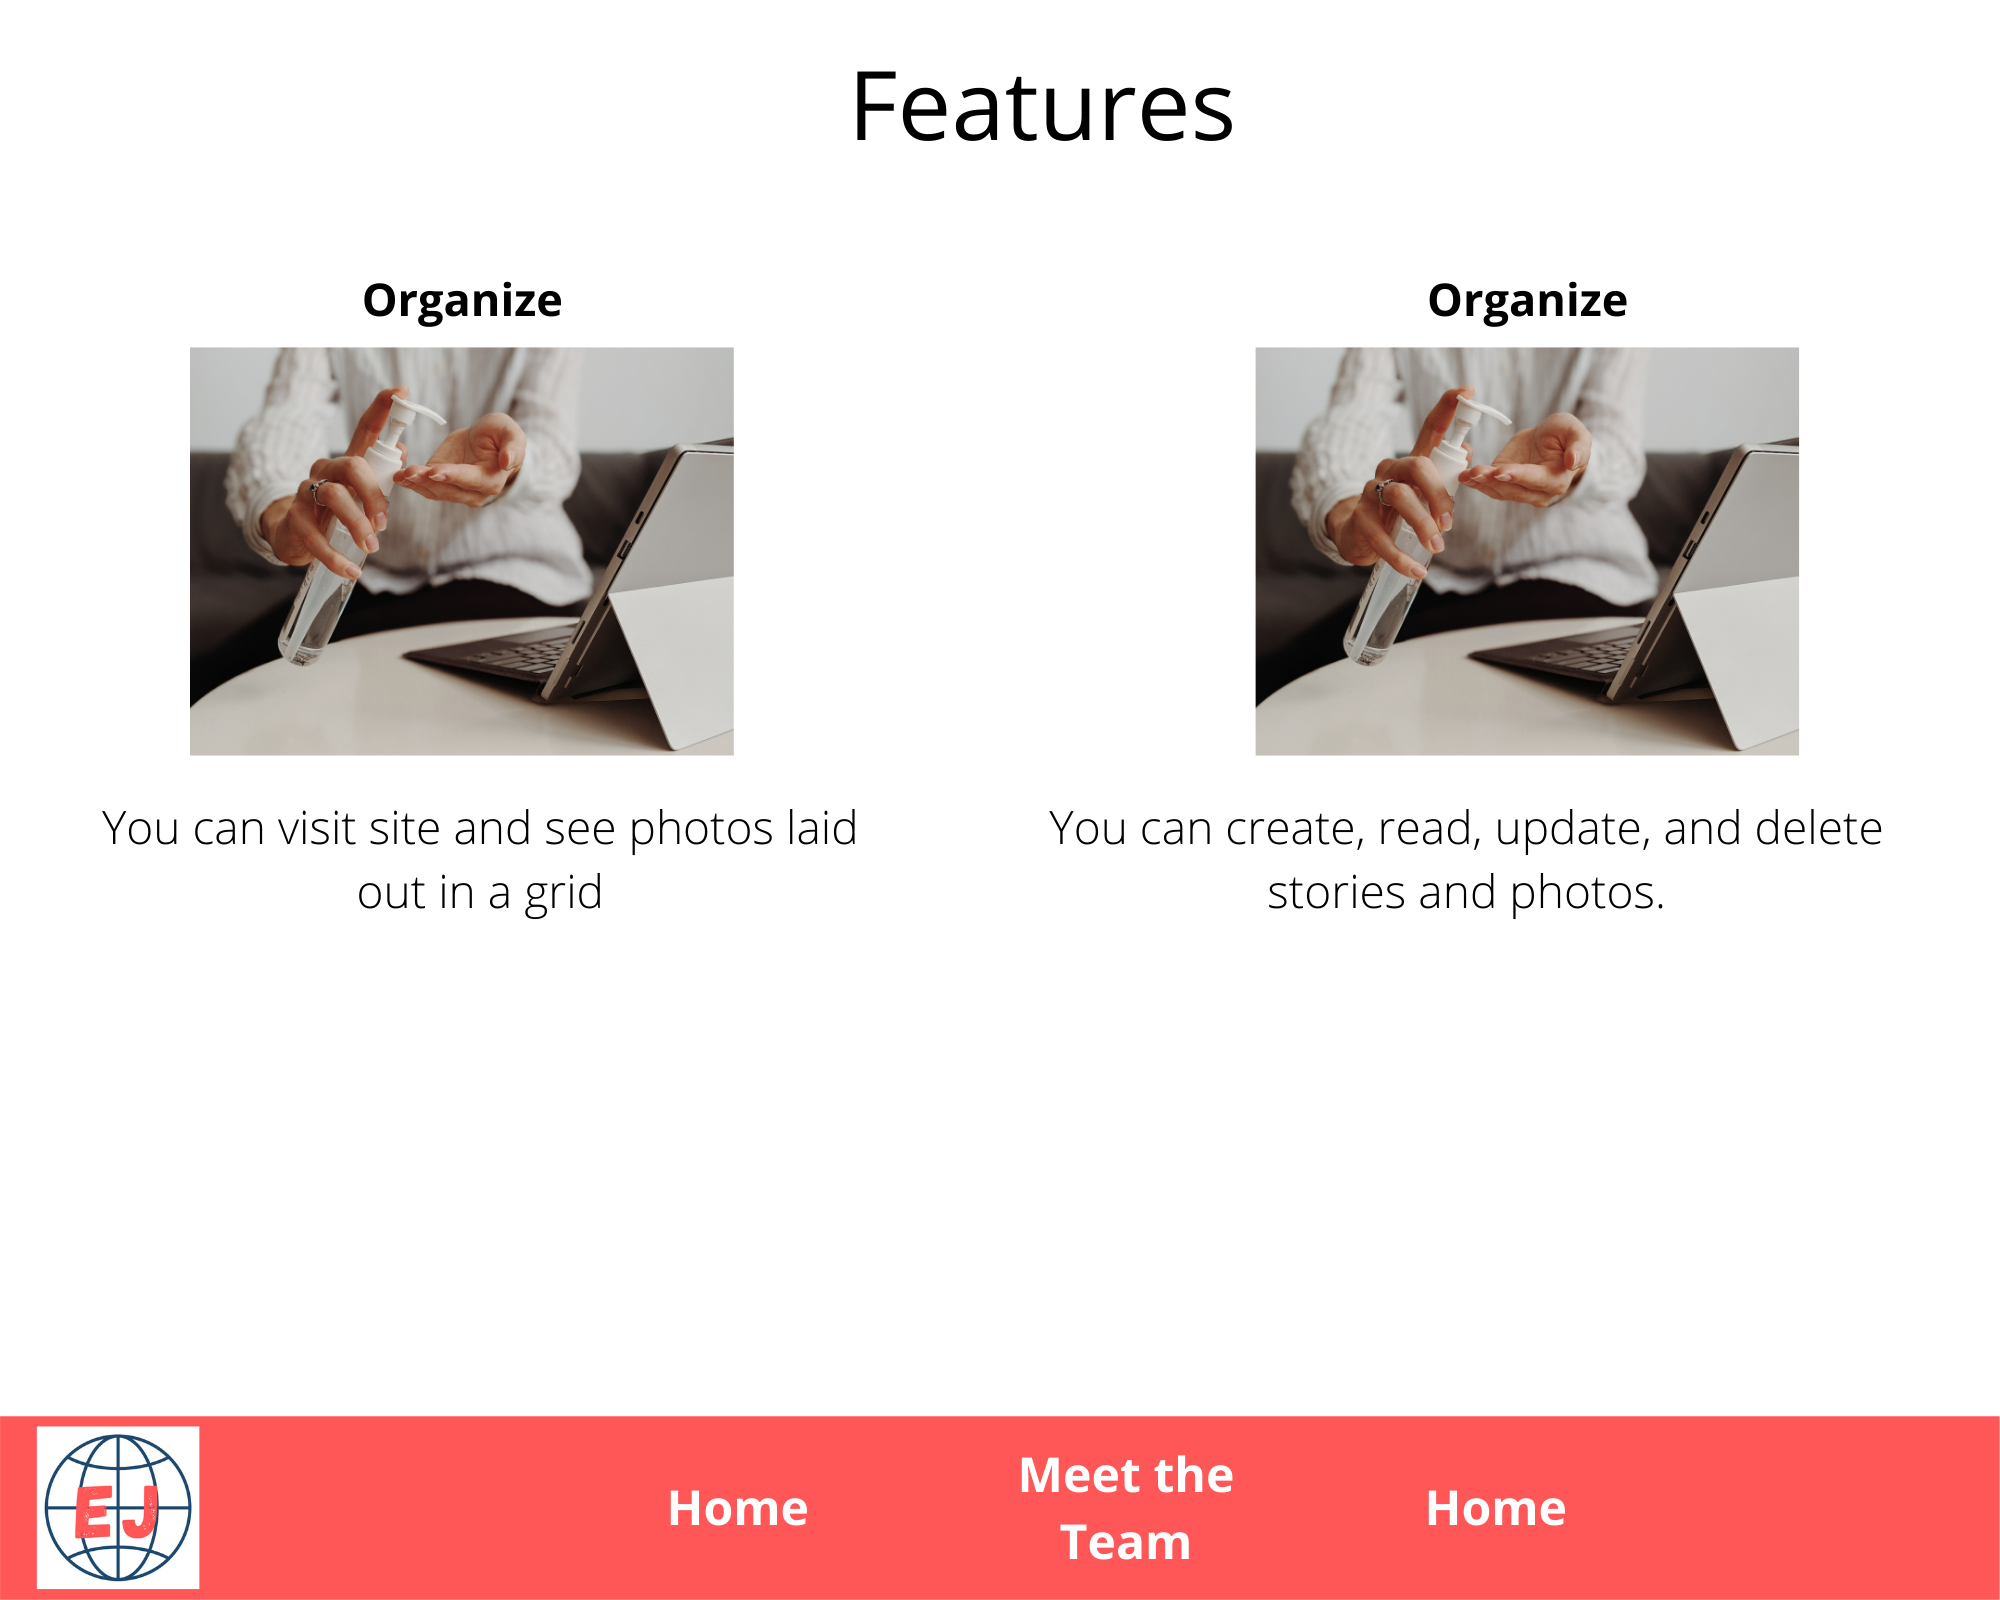 Features
Organize
You can visit site and see photos laid
out in a grid
Organize
You can create, read, update, and delete
stories and photos.
EJ
Home
Meet the
Team
Home